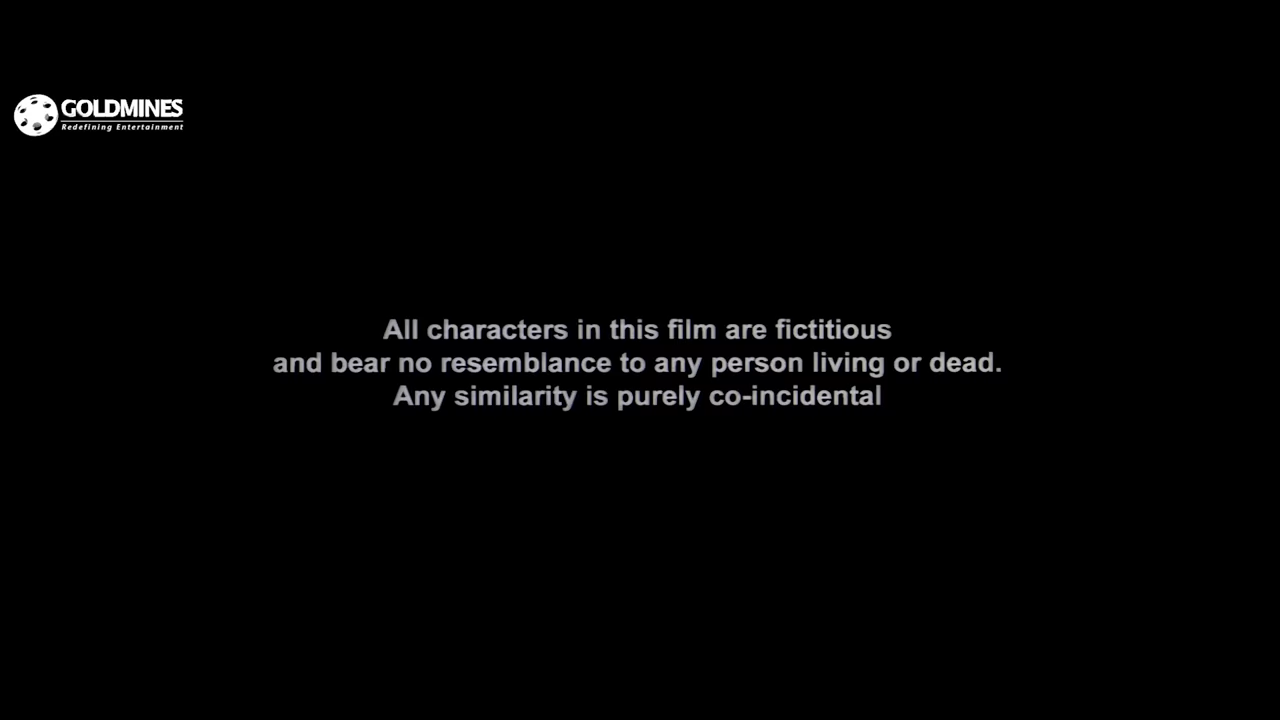 GOLDMINES
Redefining Entertainment
All characters in this film are fictitious
and bear no resemblance to any person living or dead.
Any similarity is purely co-incidental